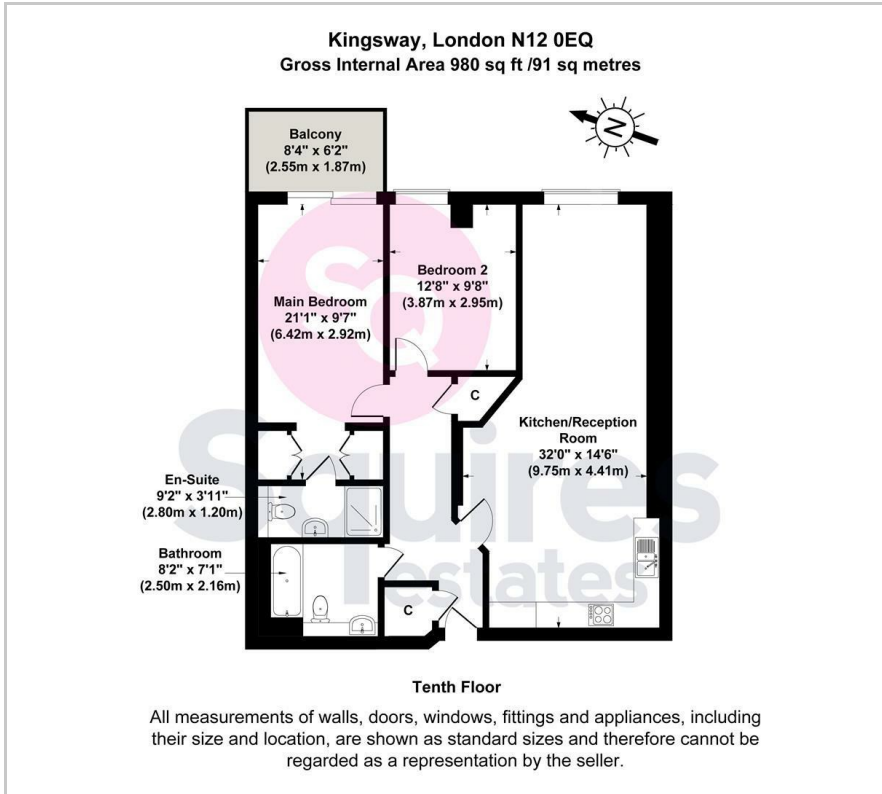 Kingsway, London N12 0EQ
Gross Internal Area 980 sq ft /91 sq metres
Balcony
8'4" x 6'2"
(2.55m x 1.87m)
N
Main Bedroom
21'1" x 9'7"
(6.42m x 2.92m)
Bedroom 2
12'8" x 9'8"
(3.87m x 2.95m)
SQ
C
Kitchen/Reception
Room
32'0" x 14'6"
(9.75m x 4.41m)
En-Suite
9'2" x 3'11"
(2.80m x 1.20m)
Squires
estates
Bathroom
8'2" x 7'1"
(2.50m x 2.16m)
C
Tenth Floor
All measurements of walls, doors, windows, fittings and appliances, including
their size and location, are shown as standard sizes and therefore cannot be
regarded as a representation by the seller.